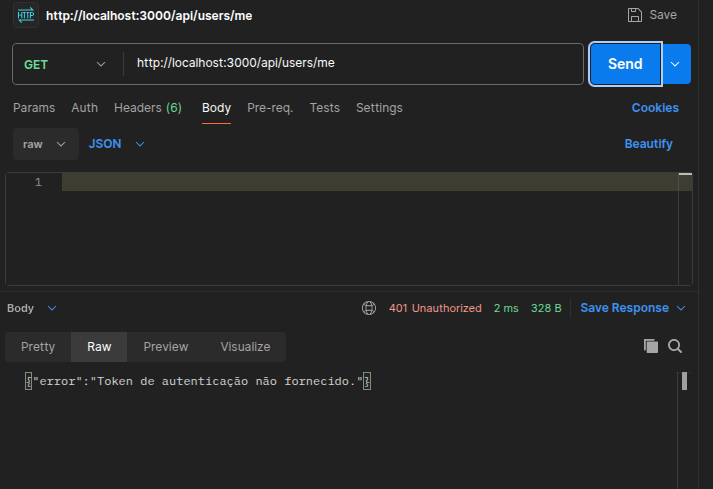 HTTP http://localhost:3000/api/users/me Save
GET http://localhost:3000/api/users/me Send
Params Auth Headers (6) Body Pre-req. Tests Settings Cookies
raw JSON Beautify
1
Body 401 Unauthorized 2 ms 328 B Save Response
Pretty Raw Preview Visualize
{"error":"Token de autenticação não fornecido."}